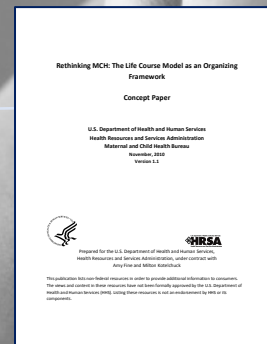 Rethinking MCH: The Life Course Model as an Organizing
Framework
Concept Paper
U.S. Department of Health and Human Services
Health Resources and Services Administration
Maternal and Child Health Bureau
November, 2010
Version 1.1
HRSA
Prepared for the U.S. Department of Health and Human Services,
Health Resources and Services Administration, under contract with
Amy Fine and Milton Kotelchuck
This publication lists non-federal resources in order to provide additional information to consumers.
The views and content in these resources have not been formally approved by the U.S. Department of
Health and Human Services (HHS). Listing these resources is not an endorsement by HHS or its
components.